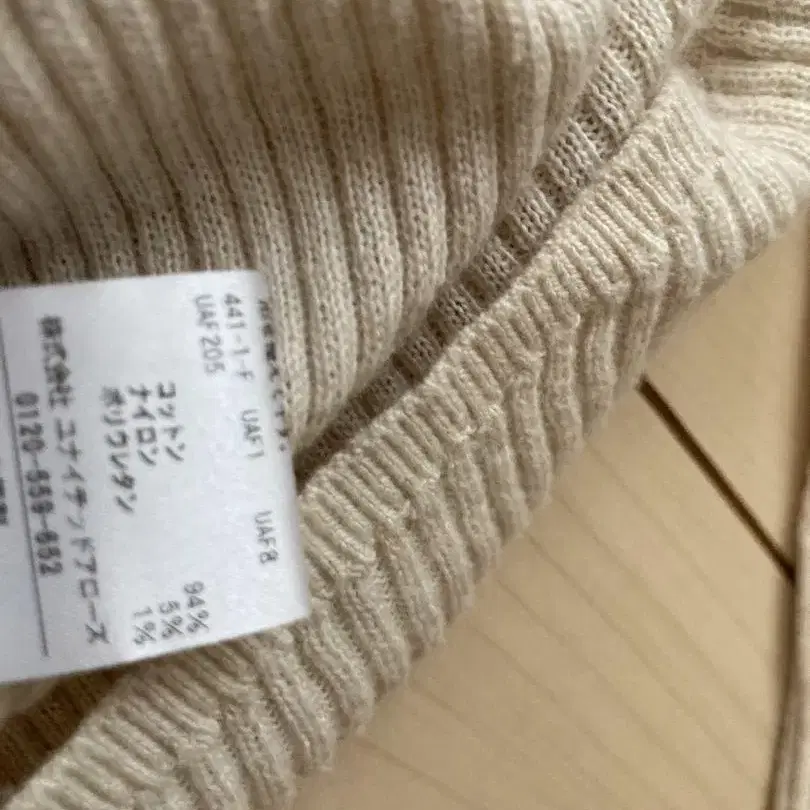 441-1-F UAF1 UAF8
UAF205
コットン 94%
ナイロン 5%
ポリウレタン 1%
株式会社 ユナイテッドアローズ
0120-559-652